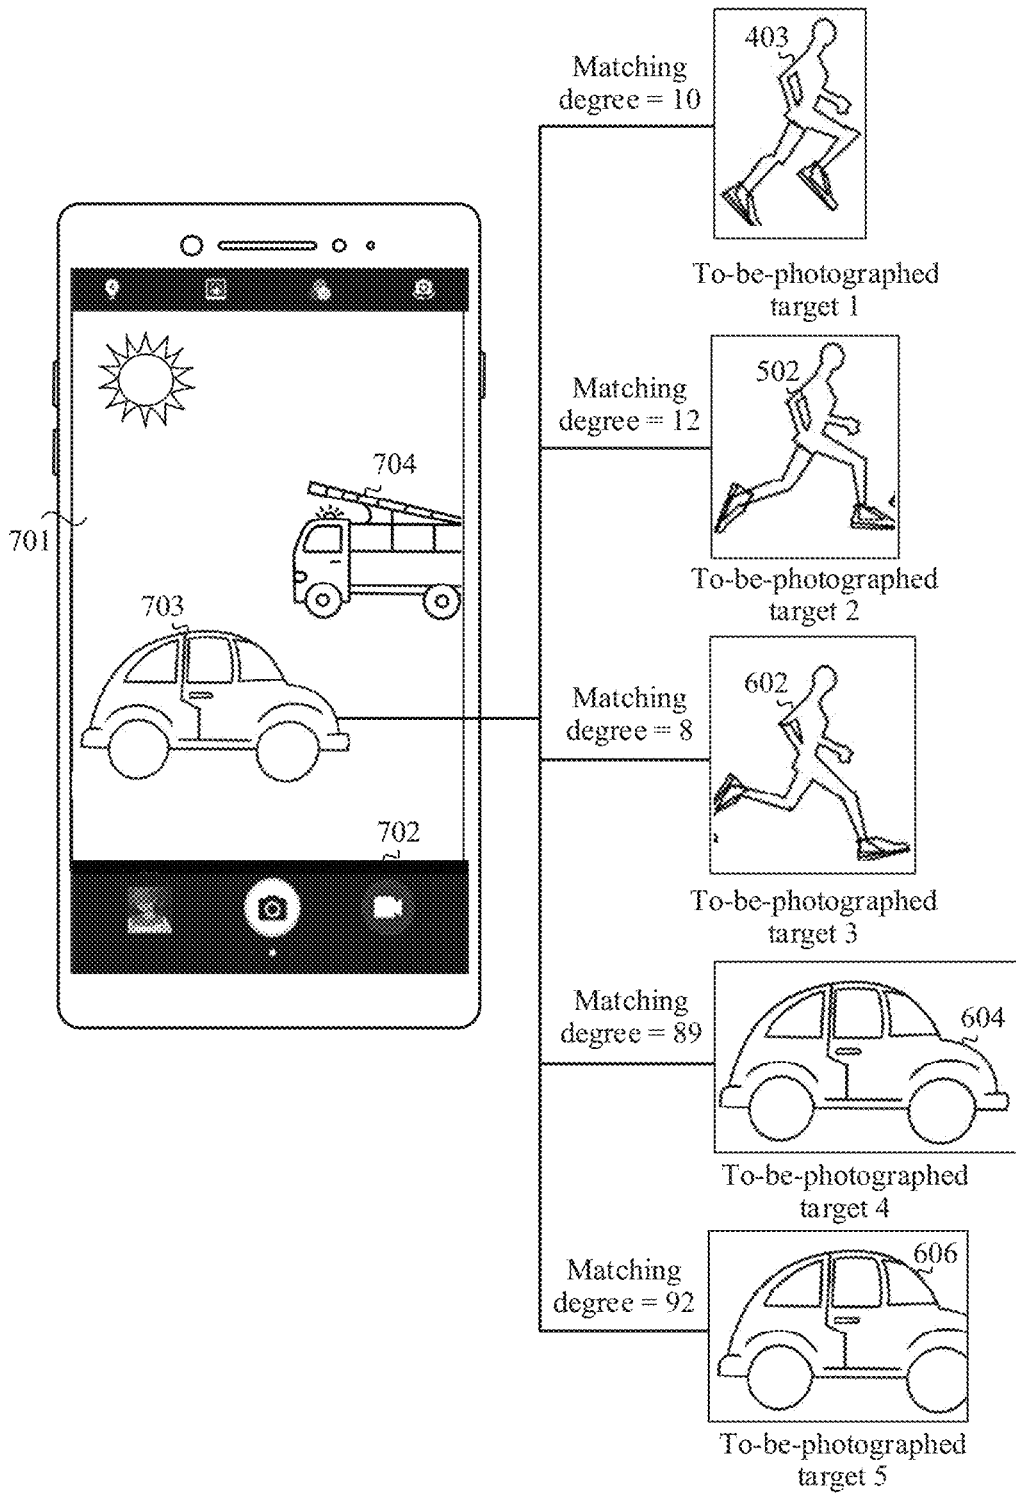 403
Matching
degree = 10
To-be-photographed
target 1
502
Matching
degree = 12
To-be-photographed
target 2
704
701
703
602
Matching
degree = 8
702
To-be-photographed
target 3
604
Matching
degree = 89
To-be-photographed
target 4
606
Matching
degree = 92
To-be-photographed
target 5